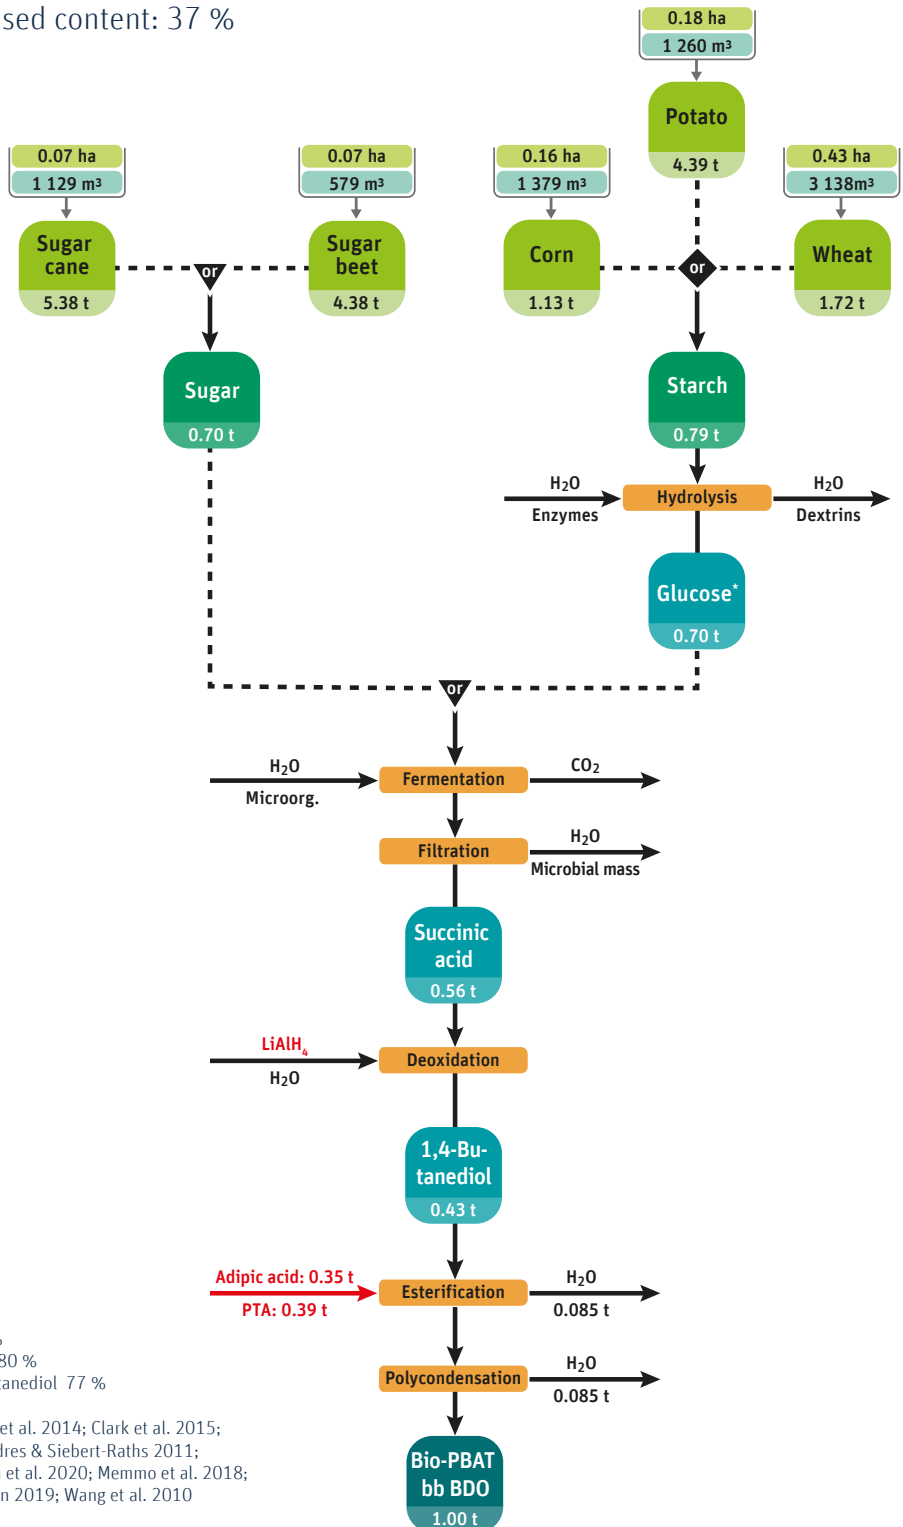 sed content: 37 %
0.18 ha
1 260 m³
Potato
4.39 t
0.07 ha
1 129 m³
Sugar
cane
5.38 t
or
0.07 ha
579 m³
Sugar
beet
4.38 t
0.16 ha
1 379 m³
Corn
1.13 t
or
0.43 ha
3 138m³
Wheat
1.72 t
Sugar
0.70 t
Starch
0.79 t
H₂O
Enzymes
Hydrolysis
H₂O
Dextrins
Glucose*
0.70 t
or
H₂O
Microorg.
Fermentation
CO₂
Filtration
H₂O
Microbial mass
Succinic
acid
0.56 t
LiAlH₄
H₂O
Deoxidation
1,4-Bu-
tanediol
0.43 t
Adipic acid: 0.35 t
PTA: 0.39 t
Esterification
H₂O
0.085 t
Polycondensation
H₂O
0.085 t
Bio-PBAT
bb BDO
1.00 t
%
80 %
tanediol 77 %
et al. 2014; Clark et al. 2015;
dres & Siebert-Raths 2011;
et al. 2020; Memmo et al. 2018;
n 2019; Wang et al. 2010